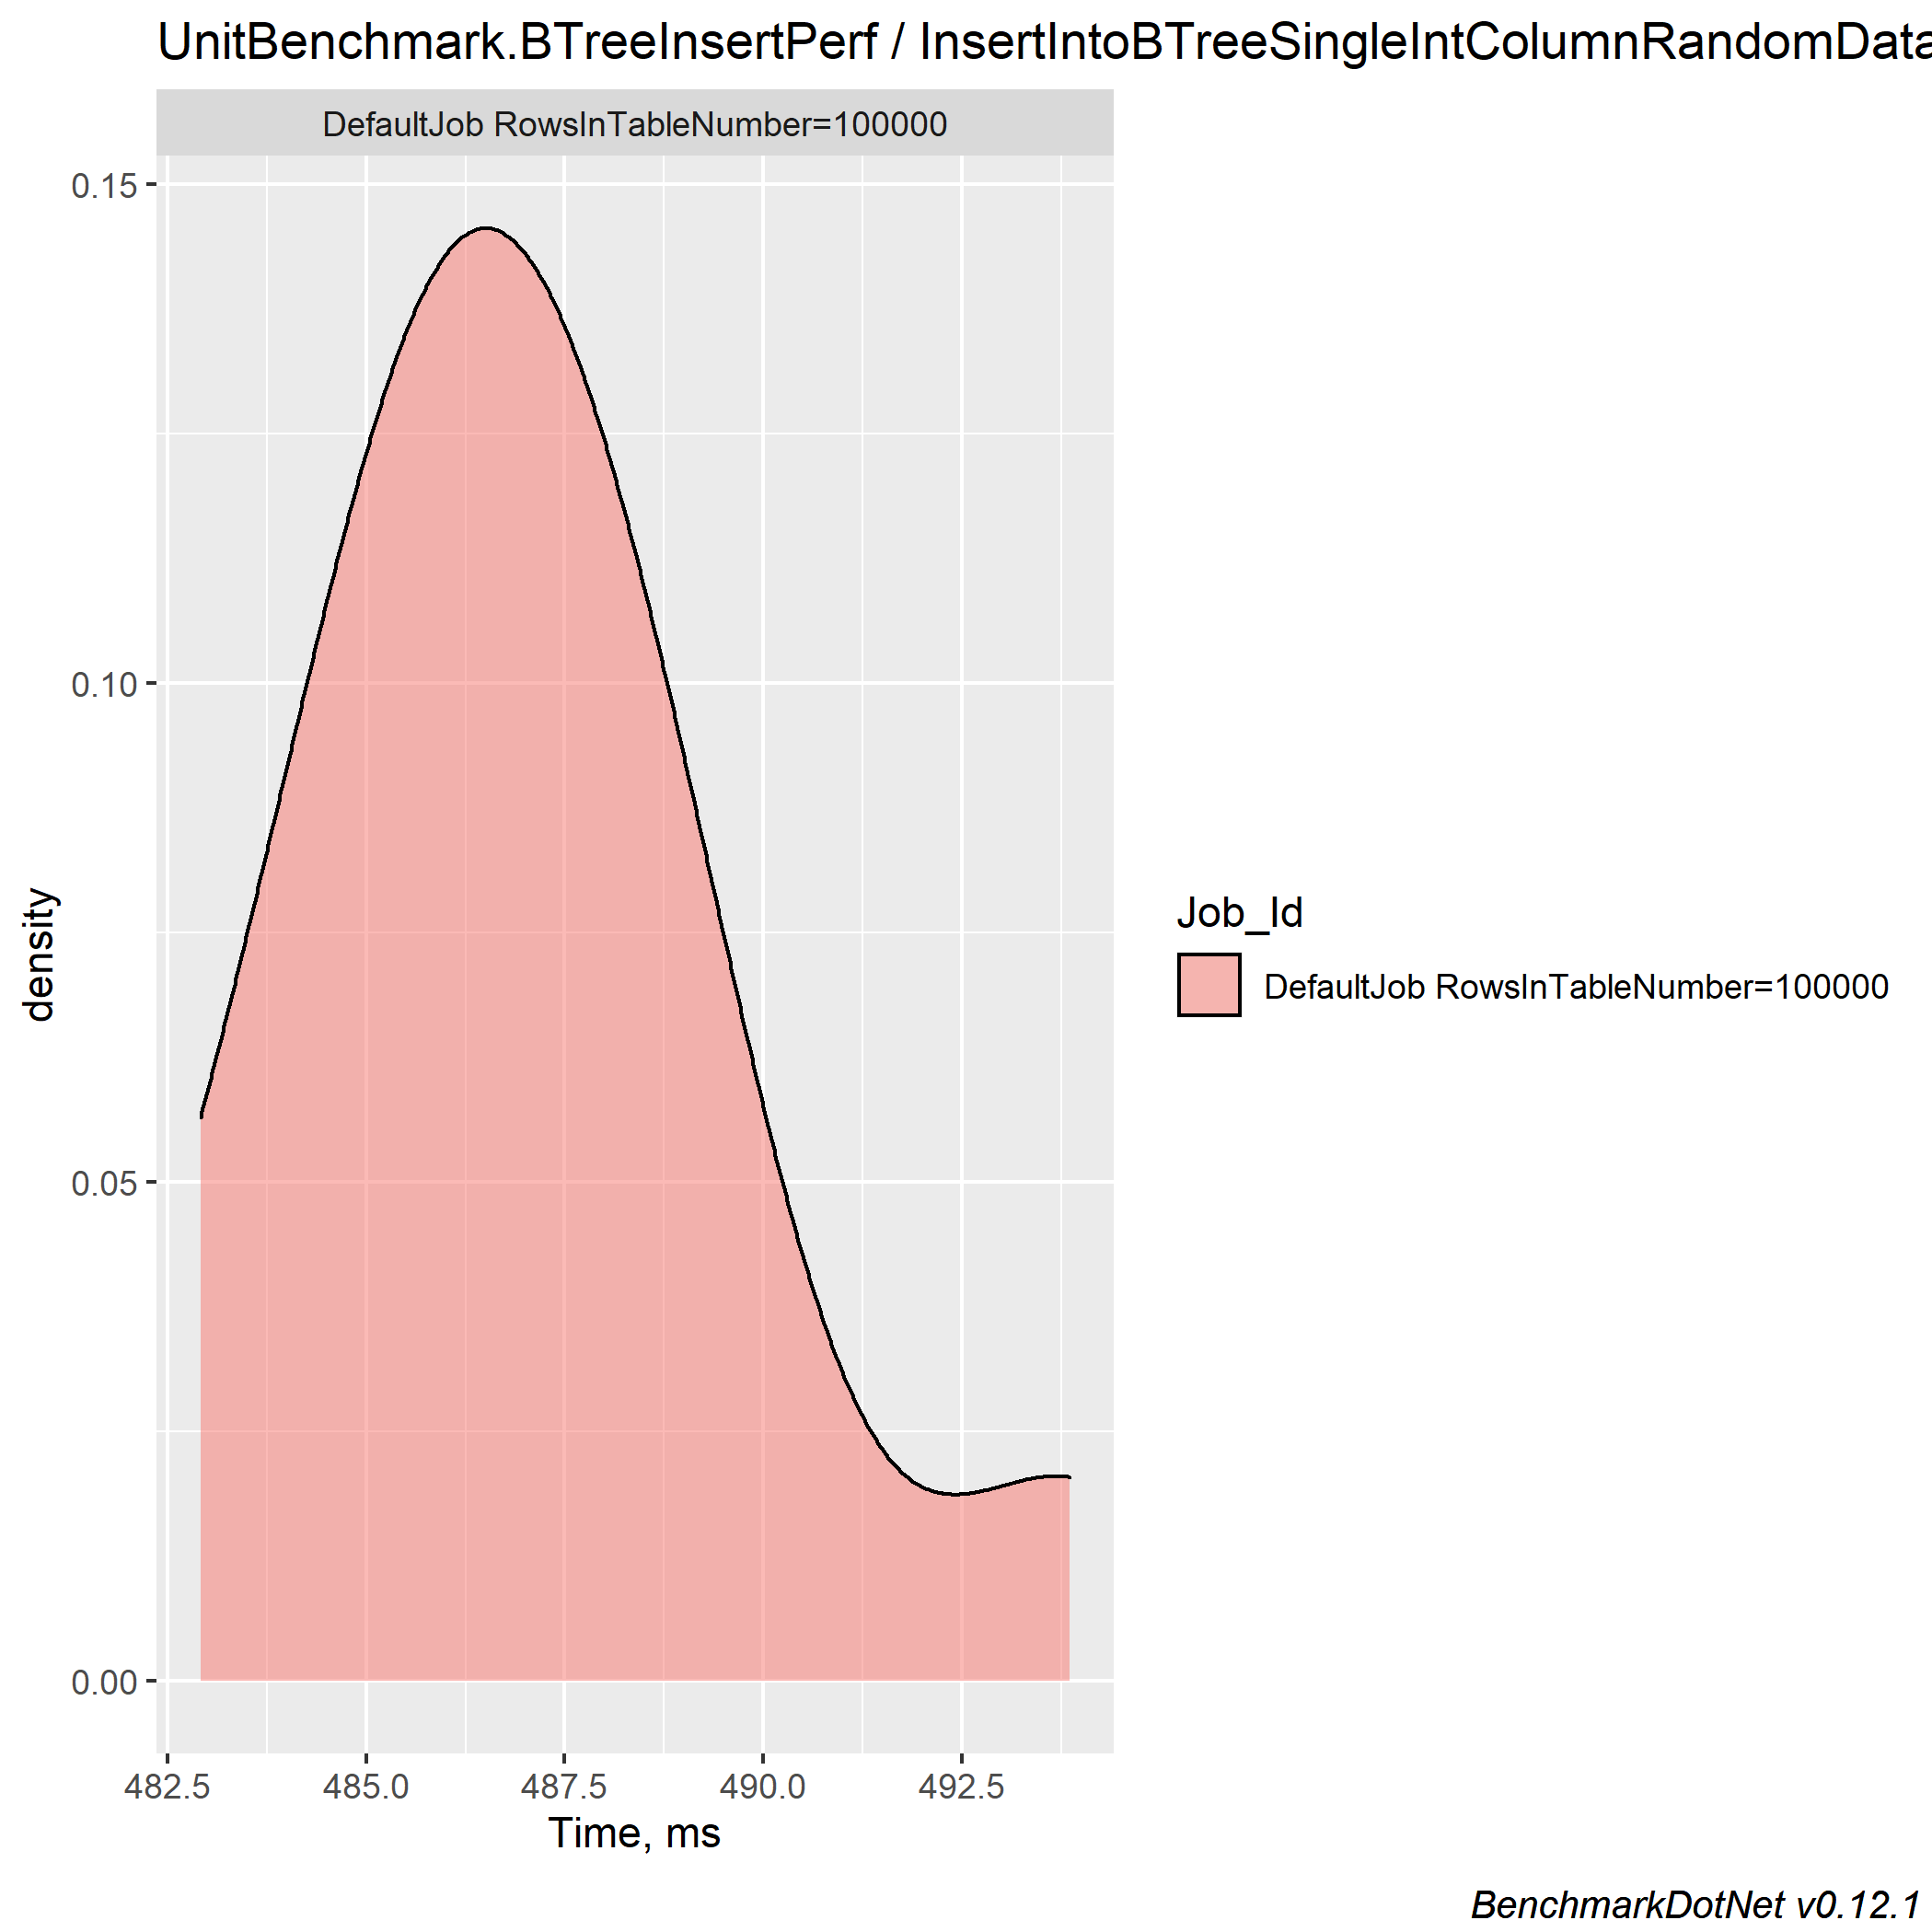 UnitBenchmark.BTreeInsertPerf / InsertIntoBTreeSingleIntColumnRandomData
DefaultJob RowsInTableNumber=100000
0.15
0.10
0.05
0.00
density
482.5 485.0 487.5 490.0 492.5
Time, ms
Job_Id
DefaultJob RowsInTableNumber=100000
BenchmarkDotNet v0.12.1